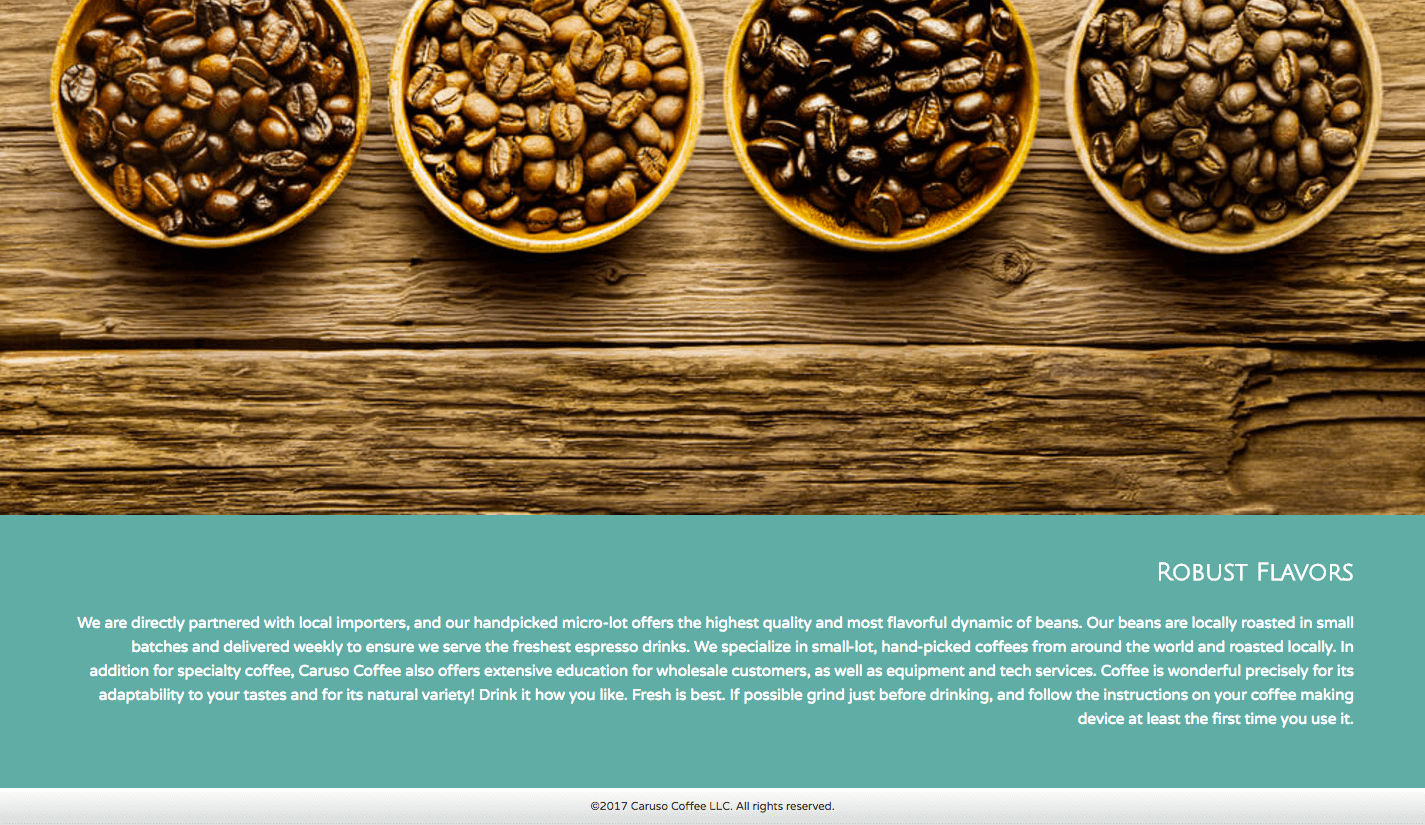 Robust Flavors
We are directly partnered with local importers, and our handpicked micro-lot offers the highest quality and most flavorful dynamic of beans. Our beans are locally roasted in small
batches and delivered weekly to ensure we serve the freshest espresso drinks. We specialize in small-lot, hand-picked coffees from around the world and roasted locally. In
addition for specialty coffee, Caruso Coffee also offers extensive education for wholesale customers, as well as equipment and tech services. Coffee is wonderful precisely for its
adaptability to your tastes and for its natural variety! Drink it how you like. Fresh is best. If possible grind just before drinking, and follow the instructions on your coffee making
device at least the first time you use it.
©2017 Caruso Coffee LLC. All rights reserved.